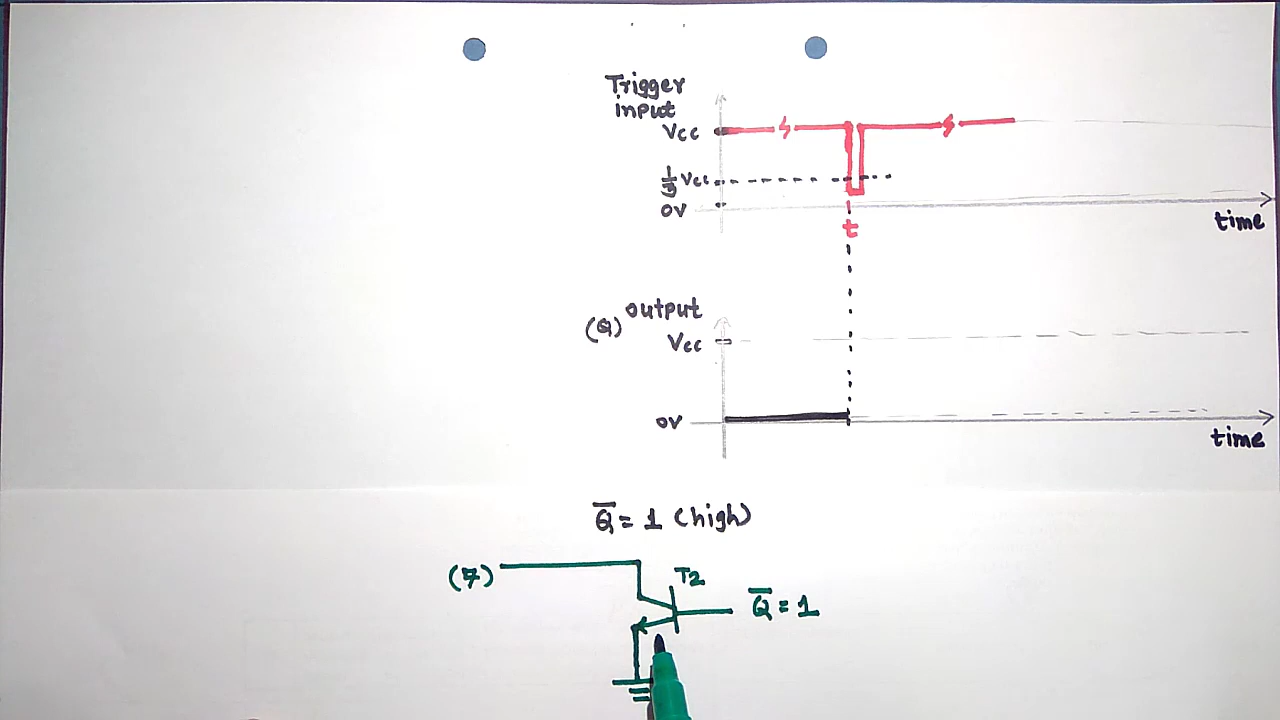 Trigger
input
Vcc
1/3 Vcc
0V
t
time
(Q) output
Vcc
0V
time
Q̅ = 1 (high)
(7)
T2
Q̅ = 1